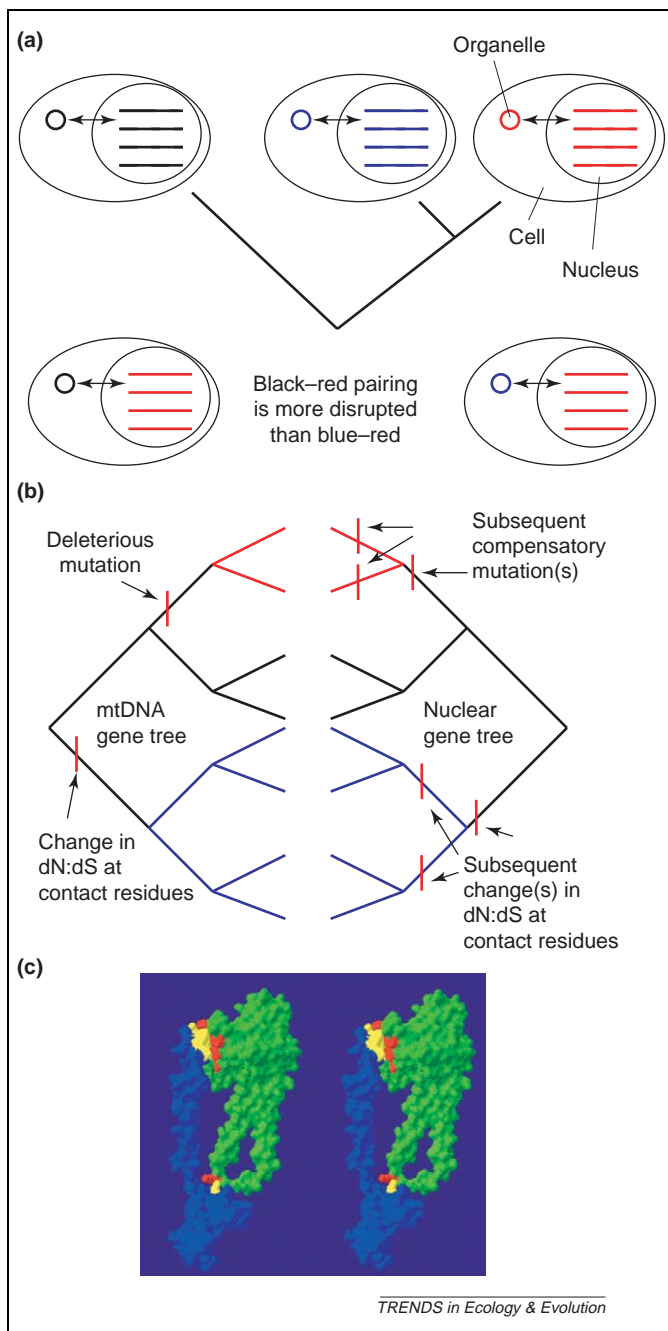 (a)
Organelle
Cell
Nucleus
Black–red pairing
is more disrupted
than blue–red
(b)
Deleterious
mutation
Subsequent
compensatory
mutation(s)
mtDNA
gene tree
Nuclear
gene tree
Change in
dN:dS at
contact residues
Subsequent
change(s) in
dN:dS at
contact residues
(c)
TRENDS in Ecology & Evolution